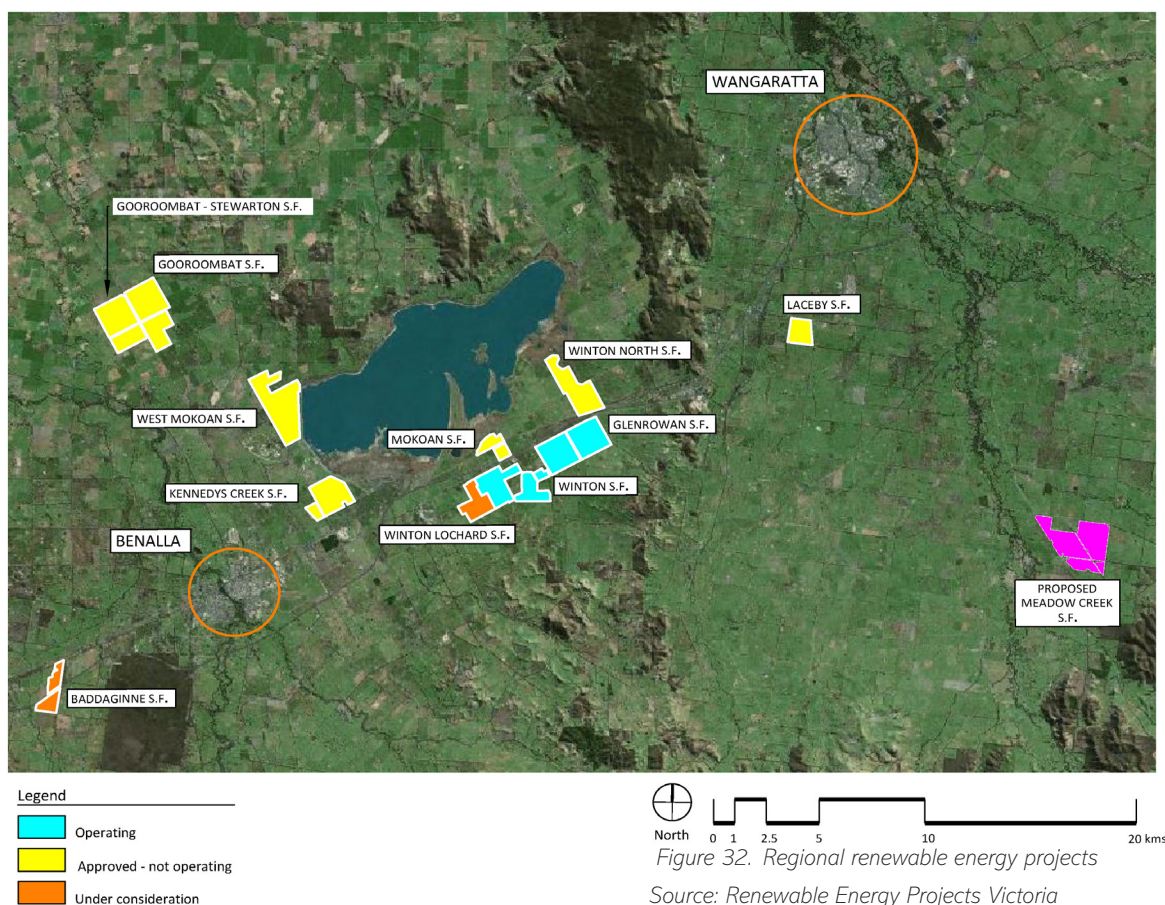 WANGARATTA
GOOROOMBAT - STEWARTON S.F.
GOOROOMBAT S.F.
LACEBY S.F.
WINTON NORTH S.F.
WEST MOKOAN S.F.
GLENROWAN S.F.
MOKOAN S.F.
KENNEDYS CREEK S.F.
WINTON S.F.
WINTON LOCHARD S.F.
BENALLA
PROPOSED
MEADOW CREEK
S.F.
BADDAGINNE S.F.
Legend
Operating
Approved - not operating
Under consideration
North
0 1 2.5 5 10 20 kms
Figure 32. Regional renewable energy projects
Source: Renewable Energy Projects Victoria